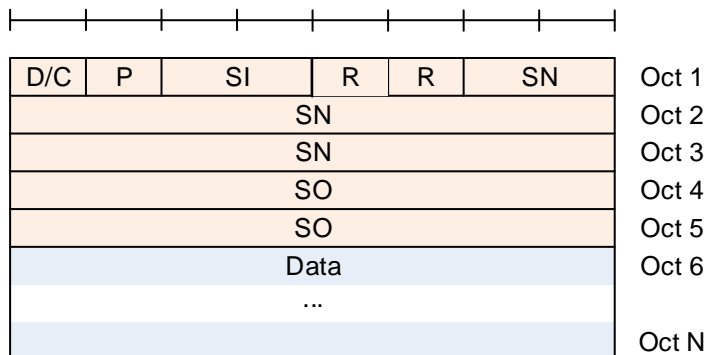 D/C P SI R R SN Oct 1
SN Oct 2
SN Oct 3
SO Oct 4
SO Oct 5
Data Oct 6
...
Oct N